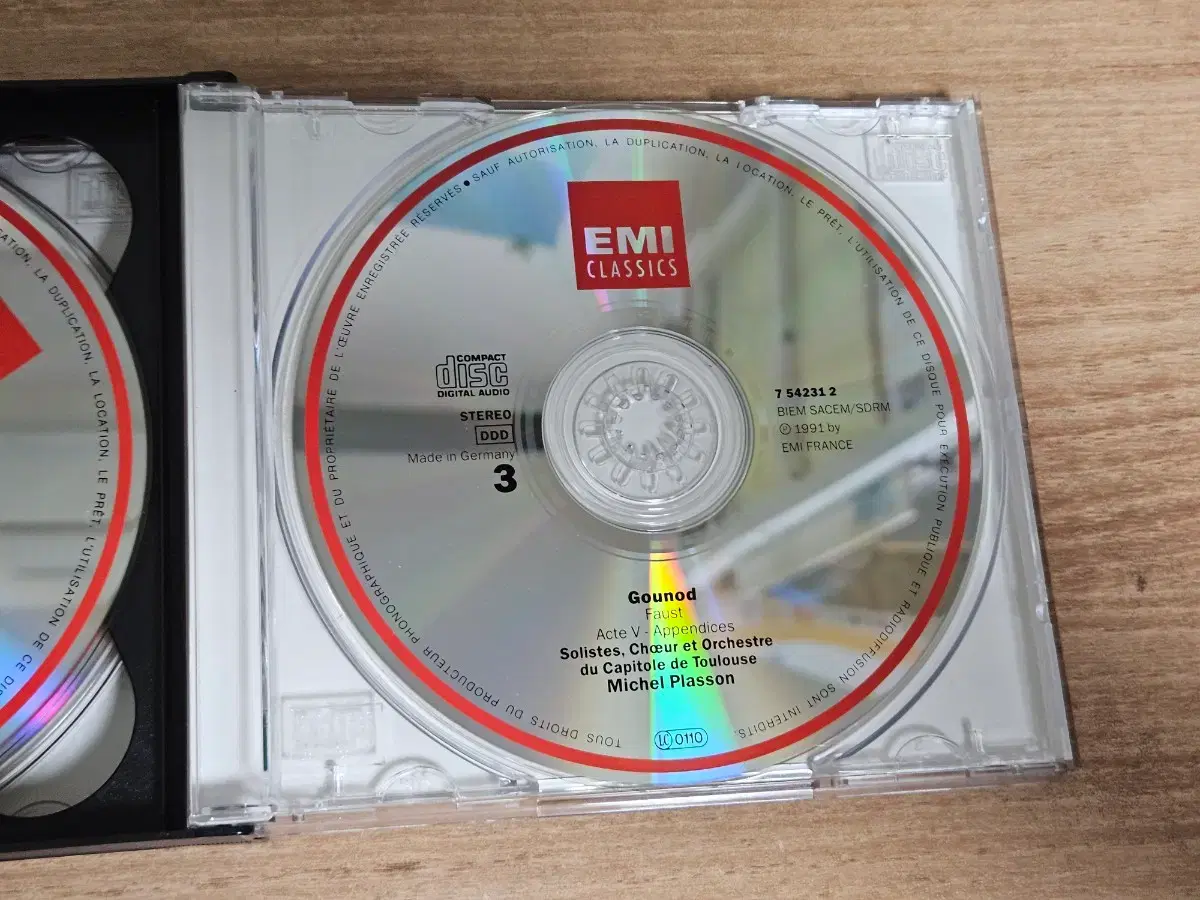 TOUS DROITS DU PRODUCTEUR PHONOGRAPHIQUE ET DU PROPRIÉTAIRE DE L'ŒUVRE ENREGISTRÉE RÉSERVÉS ● SAUF AUTORISATION, LA DUPLICATION, LA LOCATION, LE PRÊT, L'UTILISATION DE CE DISQUE POUR EXÉCUTION PUBLIQUE ET RADIODIFFUSION SONT INTERDITS.
EMI
CLASSICS
COMPACT
disc
DIGITAL AUDIO
STEREO
DDD
Made in Germany
3
7 54231 2
BIEM SACEM/SDRM
℗ 1991 by
EMI FRANCE
Gounod
Faust
Acte V - Appendices
Solistes, Chœur et Orchestre
du Capitole de Toulouse
Michel Plasson
0110
LA DUPLICATION, LA LOCATION, LE PRÊT, L'UTILISATION DE CE
disc